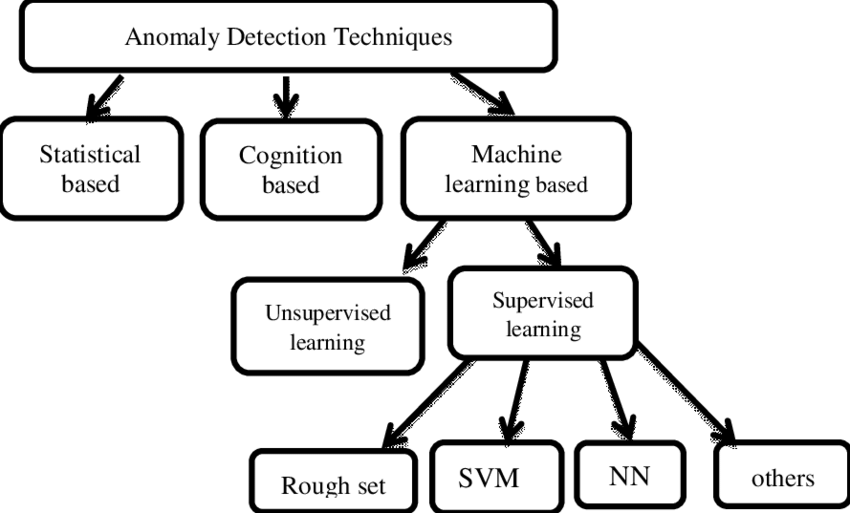 Anomaly Detection Techniques
Statistical
based
Cognition
based
Machine
learning based
Unsupervised
learning
Supervised
learning
Rough set
SVM
NN
others